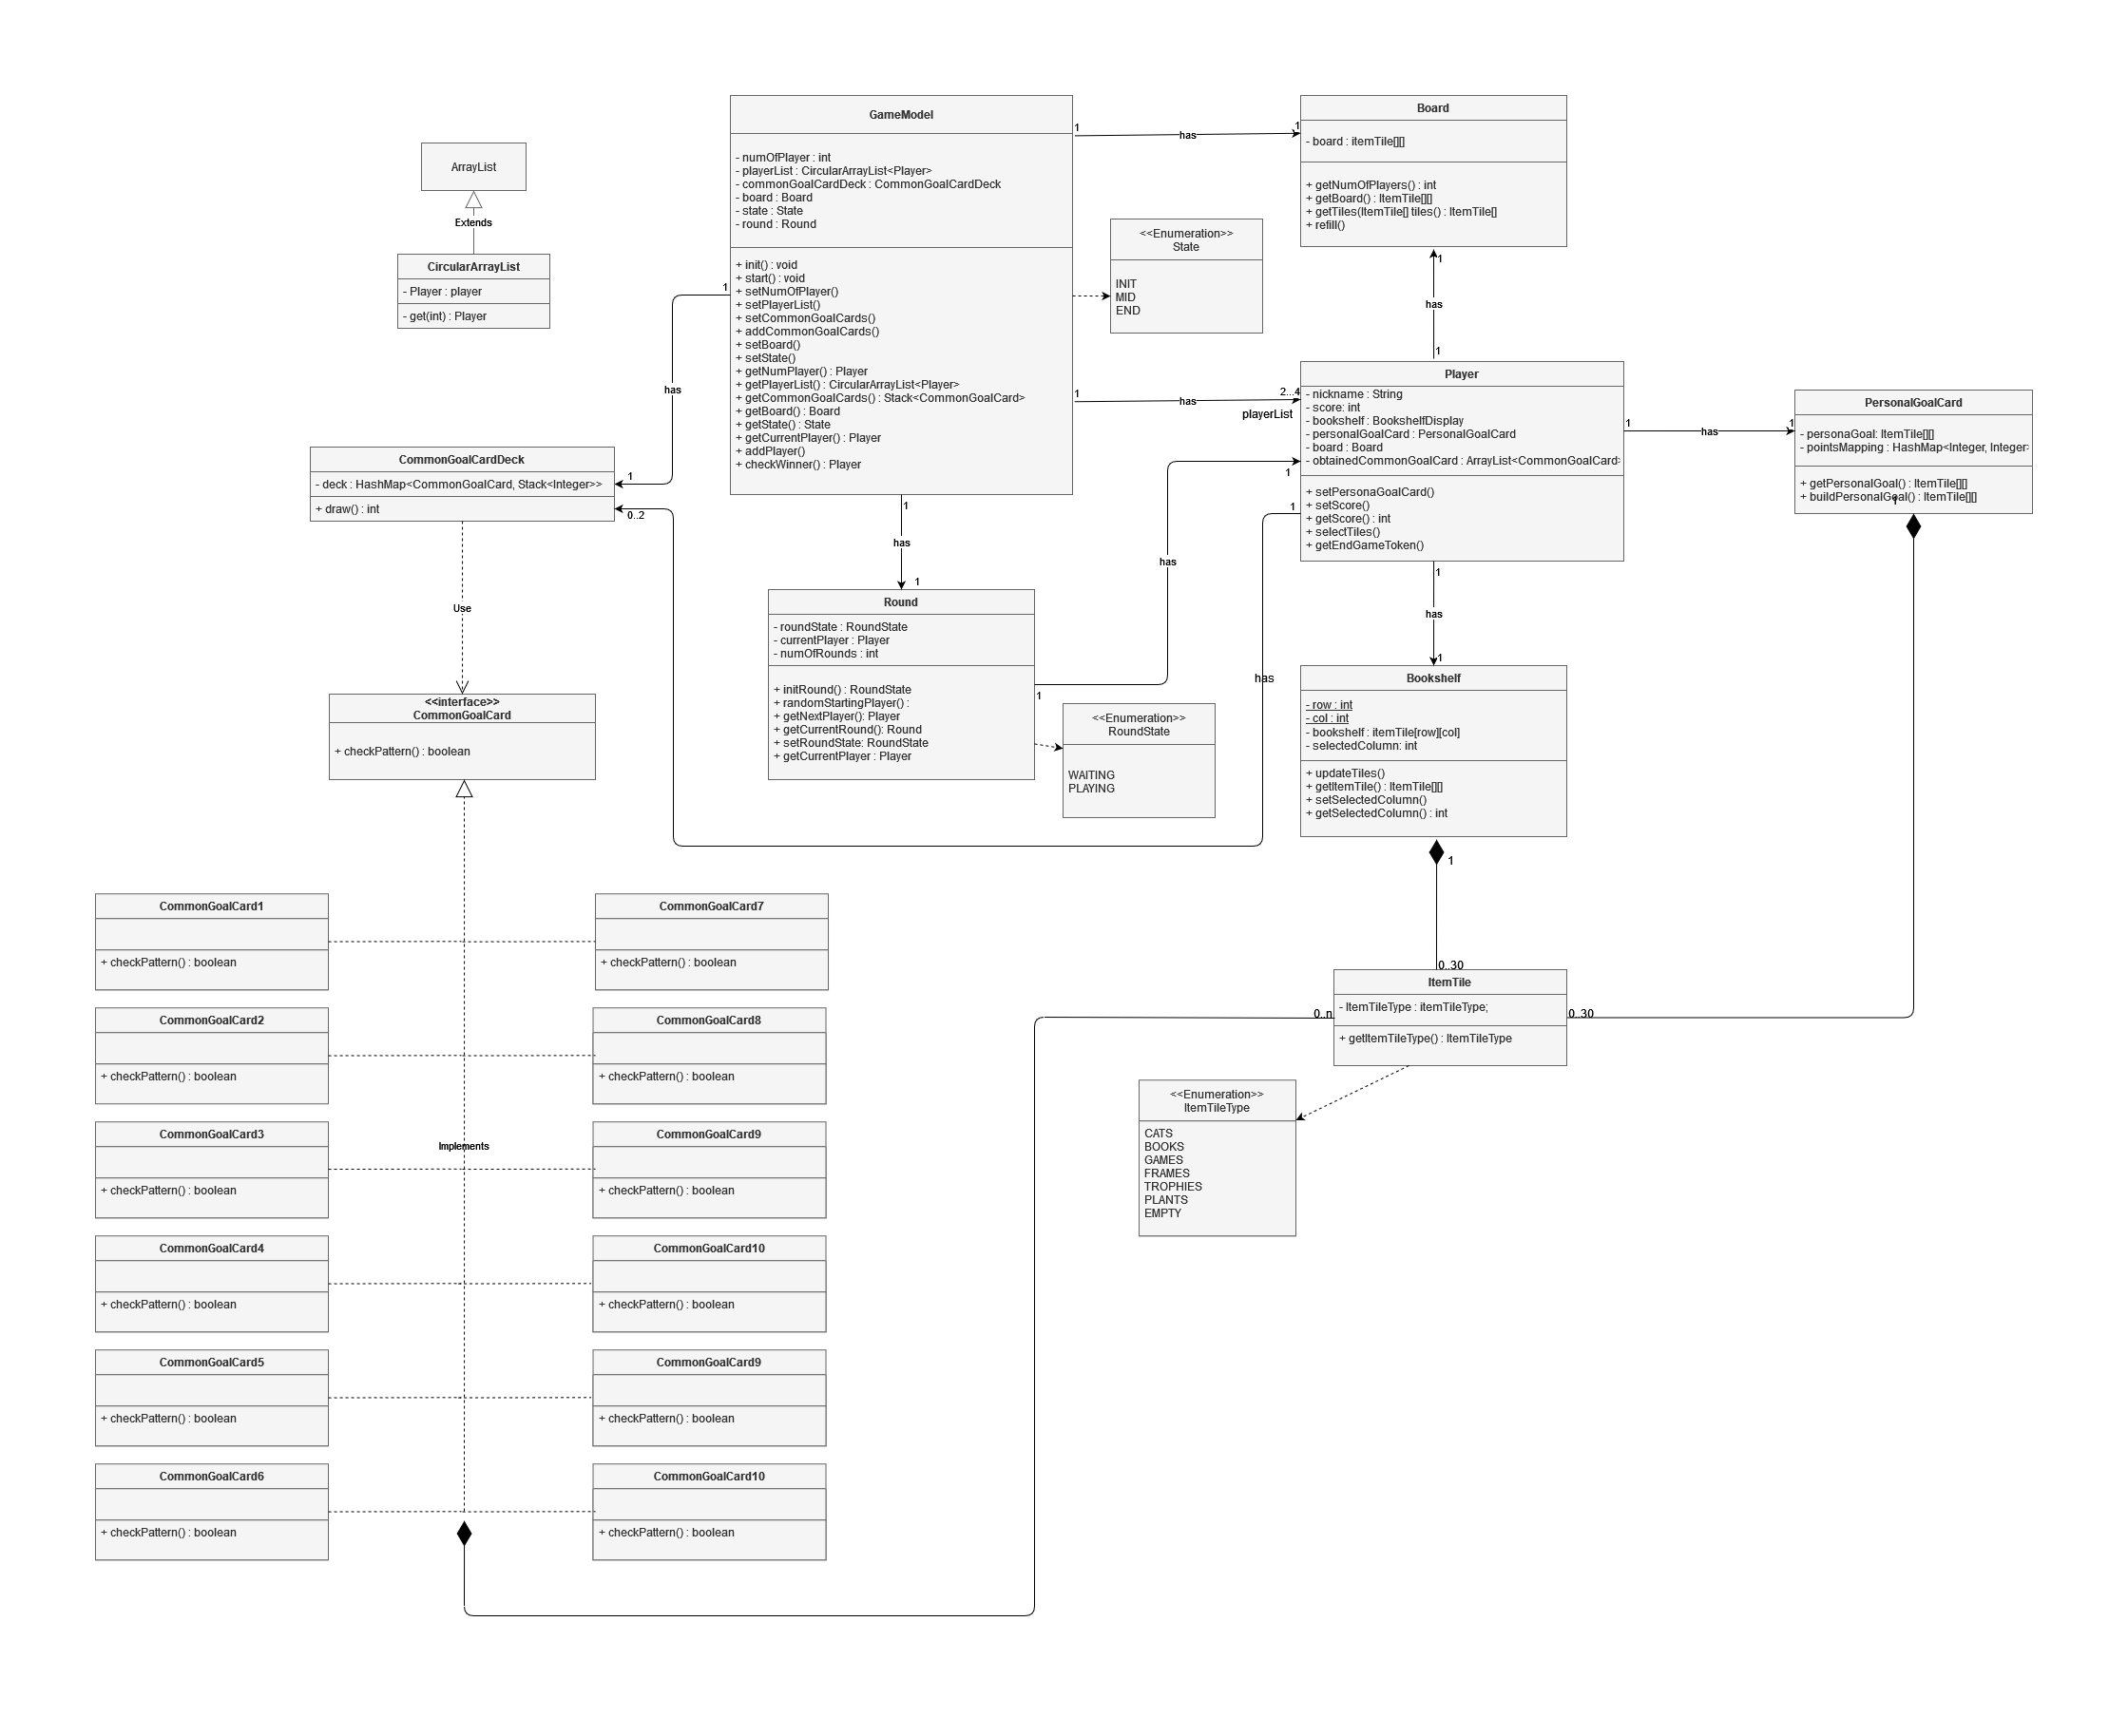 GameModel
- numOfPlayer : int
- playerList : CircularArrayList<Player>
- commonGoalCardDeck : CommonGoalCardDeck
- board : Board
- state : State
- round : Round
+ init() : void
+ start() : void
+ setNumOfPlayer()
+ setPlayerList()
+ setCommonGoalCards()
+ addCommonGoalCards()
+ setBoard()
+ setState()
+ getNumPlayer() : Player
+ getPlayerList() : CircularArrayList<Player>
+ getCommonGoalCards() : Stack<CommonGoalCard>
+ getBoard() : Board
+ getState() : State
+ getCurrentPlayer() : Player
+ addPlayer()
+ checkWinner() : Player
1
has
1
Board
- board : itemTile[][]
+ getNumOfPlayers() : int
+ getBoard() : ItemTile[][]
+ getTiles(ItemTile[] tiles() : ItemTile[]
+ refill()
ArrayList
Extends
CircularArrayList
- Player : player
- get(int) : Player
<<Enumeration>>
State
INIT
MID
END
1
has
1
1
has
1
1
has
2...4
playerList
Player
- nickname : String
- score: int
- bookshelf : BookshelfDisplay
- personalGoalCard : PersonalGoalCard
- board : Board
- obtainedCommonGoalCard : ArrayList<CommonGoalCard>
+ setPersonaGoalCard()
+ setScore()
+ getScore() : int
+ selectTiles()
+ getEndGameToken()
1
has
1
PersonalGoalCard
- personaGoal: ItemTile[][]
- pointsMapping : HashMap<Integer, Integer>
+ getPersonalGoal() : ItemTile[][]
+ buildPersonalGoal() : ItemTile[][]
1
CommonGoalCardDeck
- deck : HashMap<CommonGoalCard, Stack<Integer>>
+ draw() : int
0..2
1
has
1
1
has
1
Use
Round
- roundState : RoundState
- currentPlayer : Player
- numOfRounds : int
+ initRound() : RoundState
+ randomStartingPlayer() :
+ getNextPlayer(): Player
+ getCurrentRound(): Round
+ setRoundState: RoundState
+ getCurrentPlayer : Player
1
has
1
has
1
<<Enumeration>>
RoundState
WAITING
PLAYING
1
has
1
Bookshelf
- row : int
- col : int
- bookshelf : itemTile[row][col]
- selectedColumn: int
+ updateTiles()
+ getItemTile() : ItemTile[][]
+ setSelectedColumn()
+ getSelectedColumn() : int
<<interface>>
CommonGoalCard
+ checkPattern() : boolean
1
0..30
ItemTile
- ItemTileType : itemTileType;
+ getItemTileType() : ItemTileType
0..n
0..30
<<Enumeration>>
ItemTileType
CATS
BOOKS
GAMES
FRAMES
TROPHIES
PLANTS
EMPTY
Implements
CommonGoalCard1
+ checkPattern() : boolean
CommonGoalCard7
+ checkPattern() : boolean
CommonGoalCard2
+ checkPattern() : boolean
CommonGoalCard8
+ checkPattern() : boolean
CommonGoalCard3
+ checkPattern() : boolean
CommonGoalCard9
+ checkPattern() : boolean
CommonGoalCard4
+ checkPattern() : boolean
CommonGoalCard10
+ checkPattern() : boolean
CommonGoalCard5
+ checkPattern() : boolean
CommonGoalCard9
+ checkPattern() : boolean
CommonGoalCard6
+ checkPattern() : boolean
CommonGoalCard10
+ checkPattern() : boolean